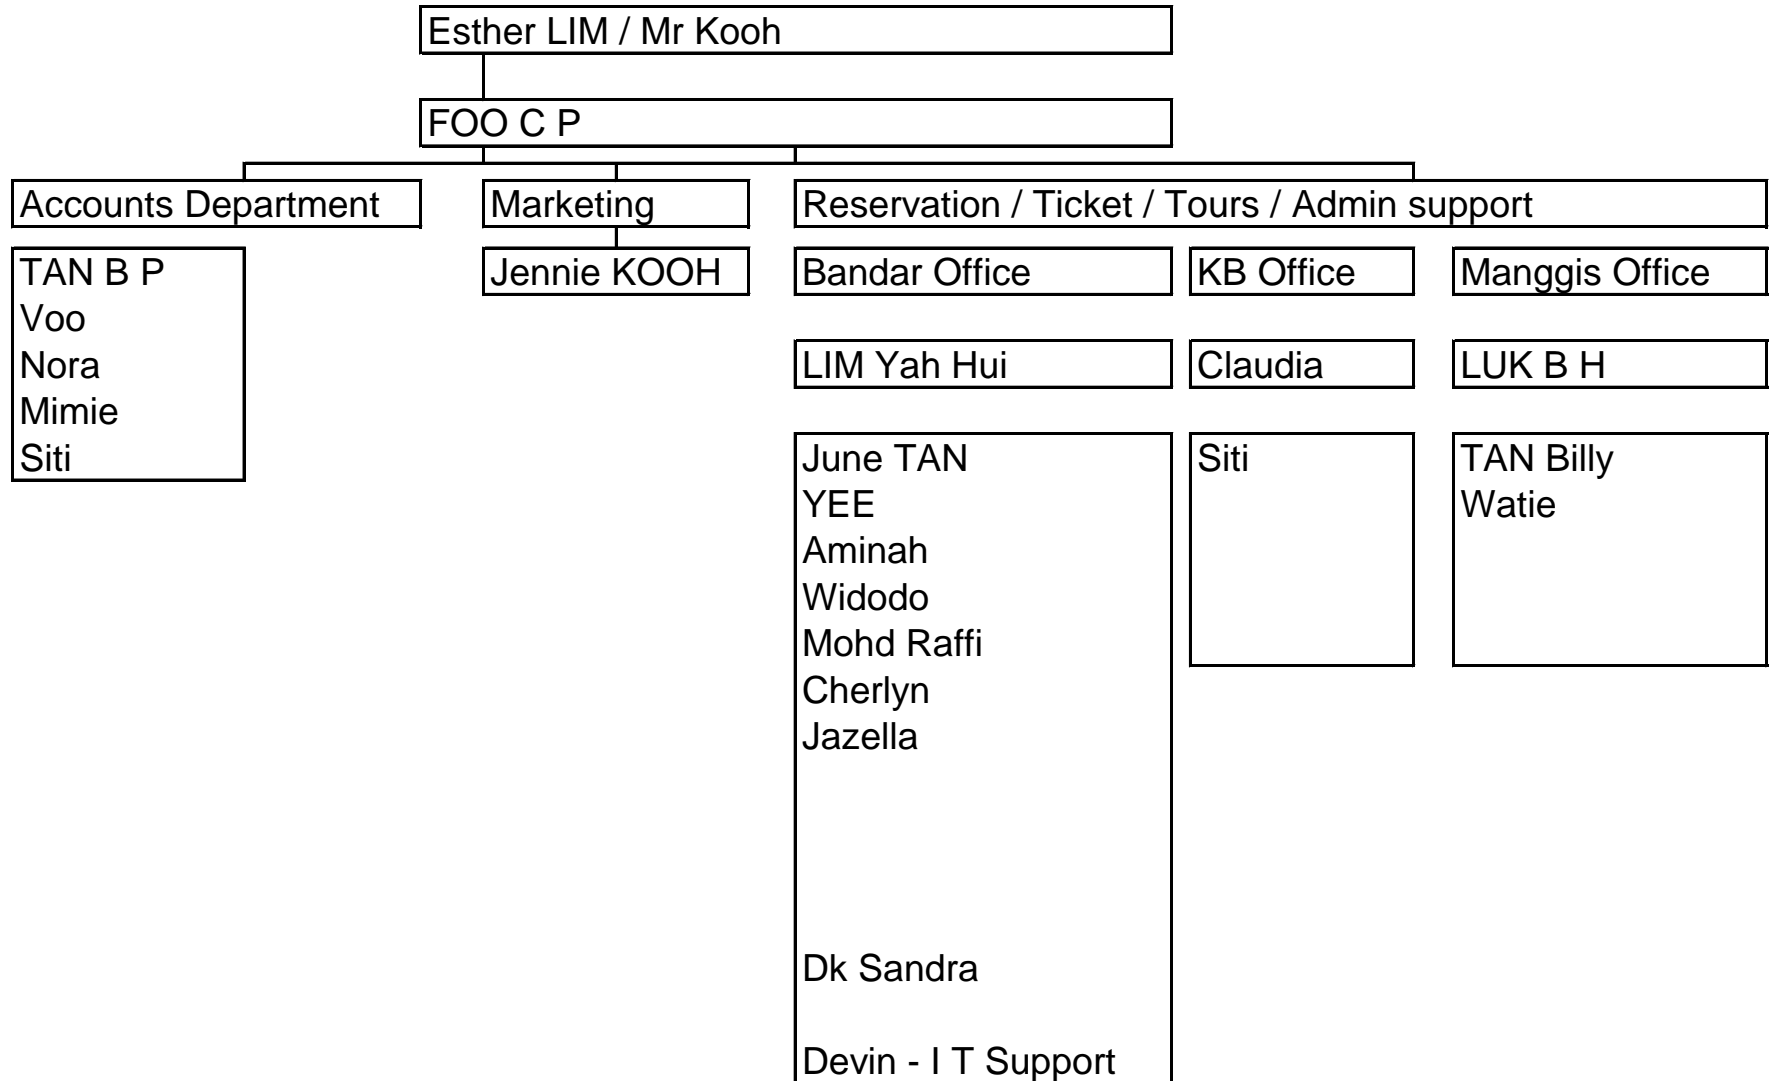 Esther LIM / Mr Kooh
FOO C P
Accounts Department
Marketing
Reservation / Ticket / Tours / Admin support
TAN B P
Voo
Nora
Mimie
Siti
Jennie KOOH
Bandar Office
KB Office
Manggis Office
LIM Yah Hui
Claudia
LUK B H
June TAN
YEE
Aminah
Widodo
Mohd Raffi
Cherlyn
Jazella
Dk Sandra
Devin - I T Support
Siti
TAN Billy
Watie